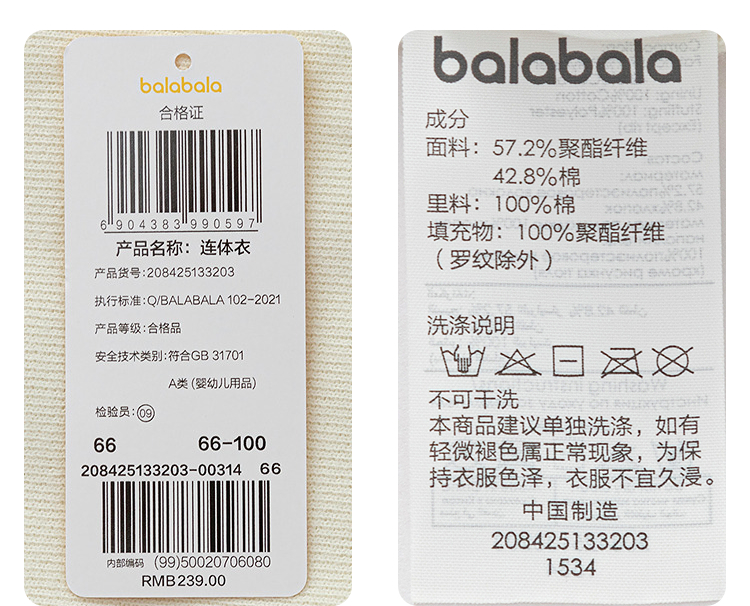 balabala
合格证
6 904383 990597
产品名称：连体衣
产品货号:208425133203
执行标准:Q/BALABALA 102-2021
产品等级:合格品
安全技术类别:符合GB 31701
A类 (婴幼儿用品)
检验员:09
66 66-100
208425133203-00314 66
内部编码 (99)50020706080
RMB239.00
balabala
成分
面料：57.2%聚酯纤维
42.8%棉
里料：100%棉
填充物：100%聚酯纤维
（罗纹除外）
洗涤说明
不可干洗
本商品建议单独洗涤，如有
轻微褪色属正常现象，为保
持衣服色泽，衣服不宜久浸。
中国制造
208425133203
1534